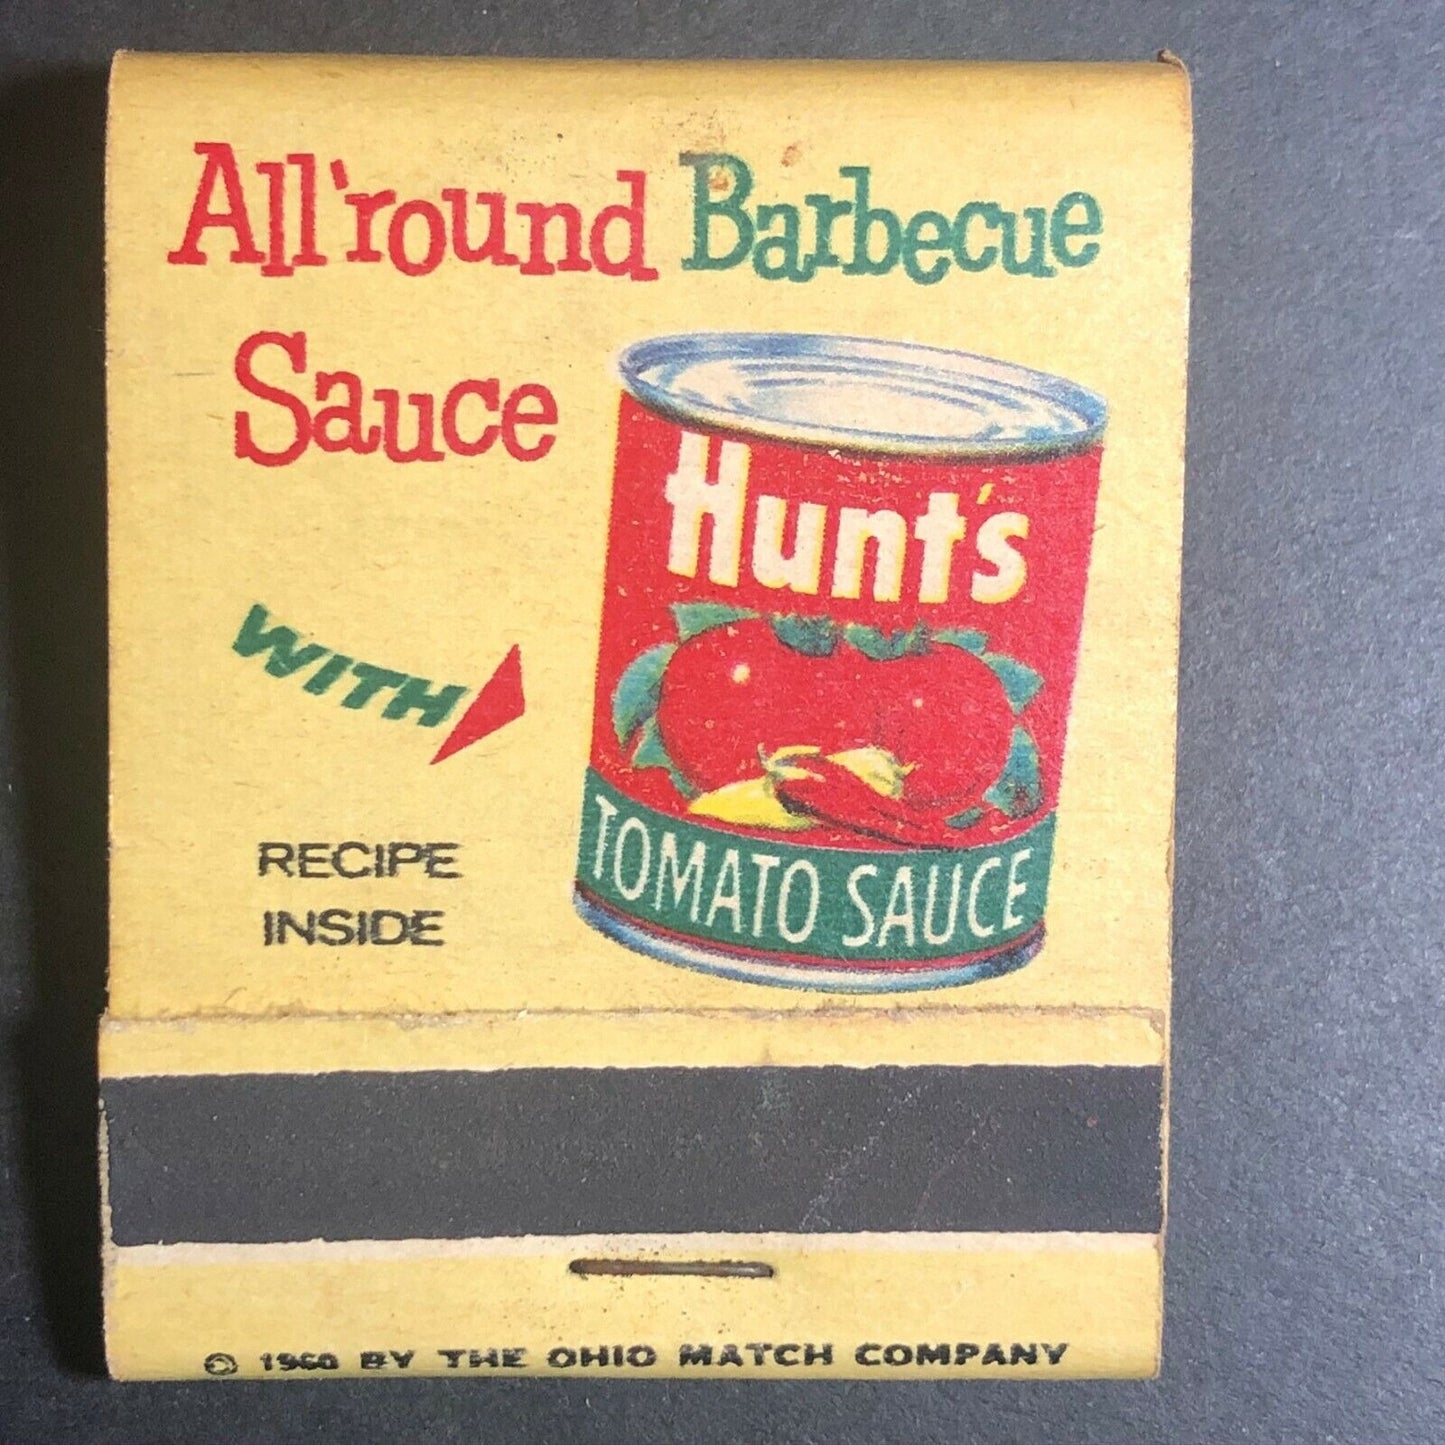 All'round Barbecue
Sauce
WITH
Hunt's
TOMATO SAUCE
RECIPE
INSIDE
© 1960 BY THE OHIO MATCH COMPANY